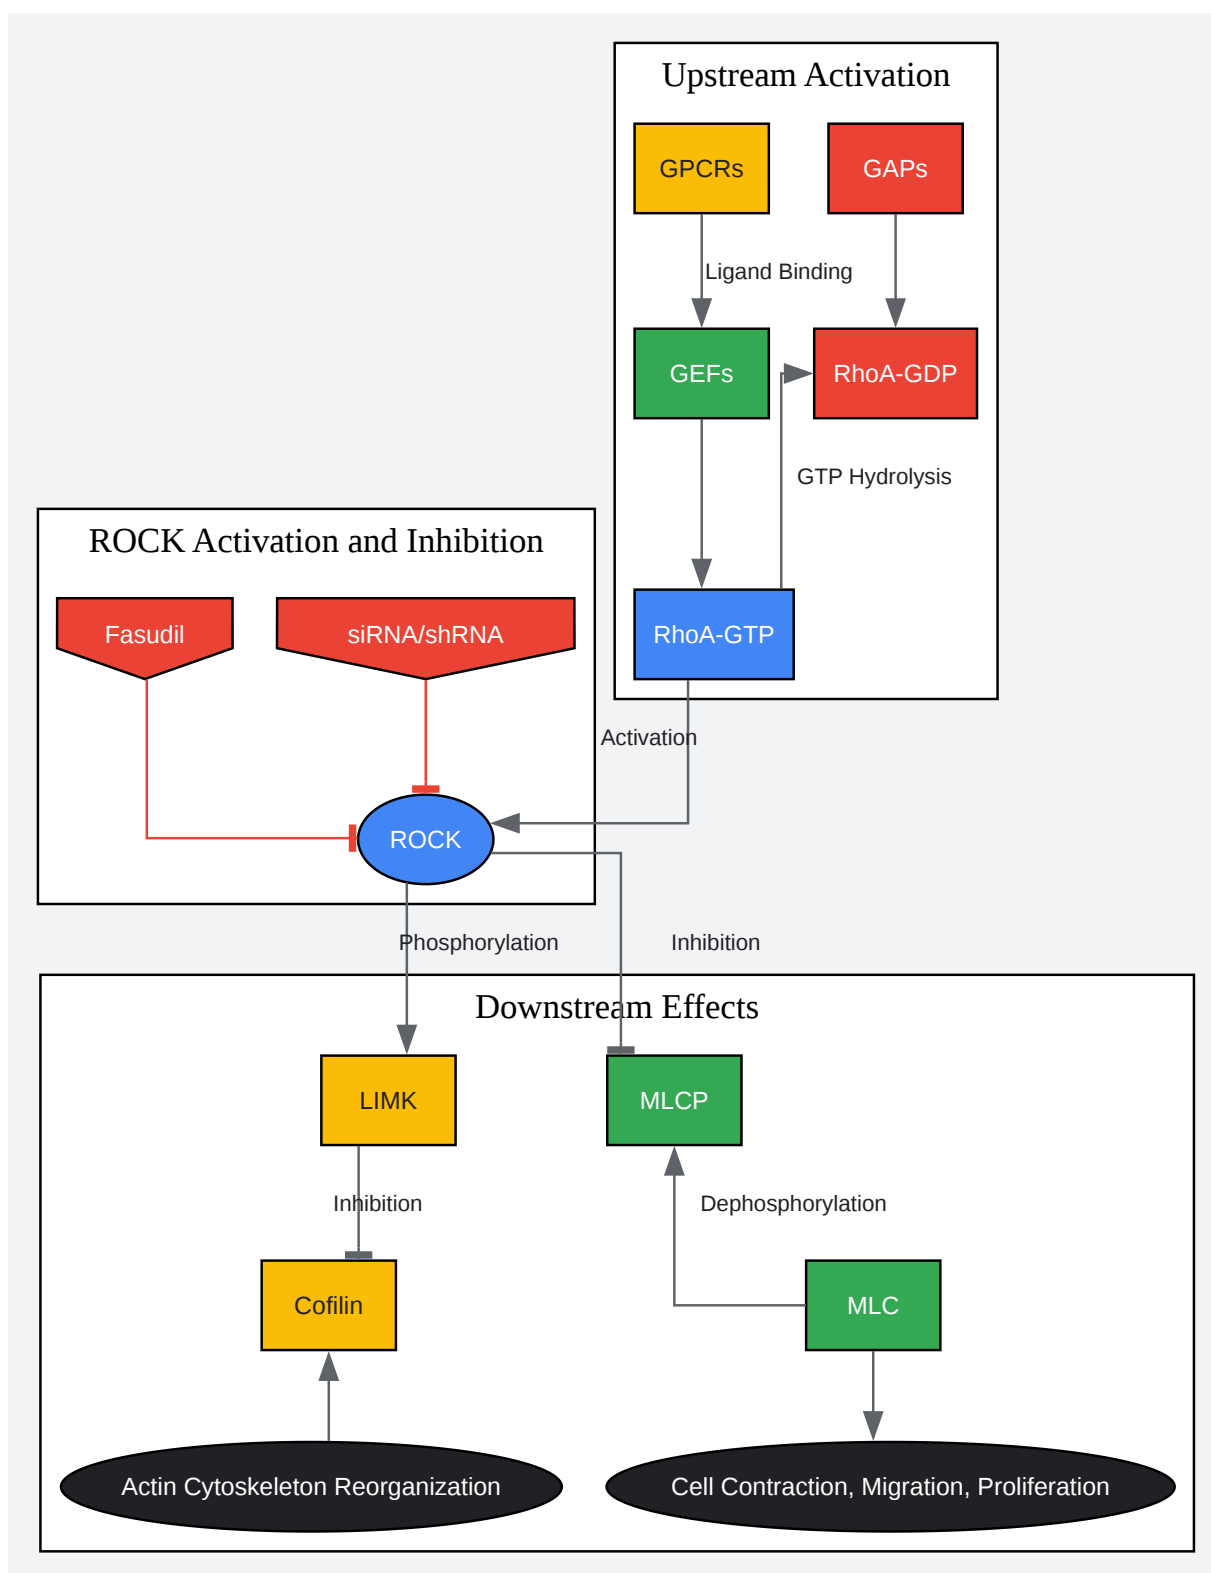 Upstream Activation
GPCRs
GAPs
Ligand Binding
GEFs
RhoA-GDP
GTP Hydrolysis
ROCK Activation and Inhibition
Fasudil
siRNA/shRNA
RhoA-GTP
Activation
ROCK
Phosphorylation
Inhibition
Downstream Effects
LIMK
MLCP
Inhibition
Dephosphorylation
Cofilin
MLC
Actin Cytoskeleton Reorganization
Cell Contraction, Migration, Proliferation